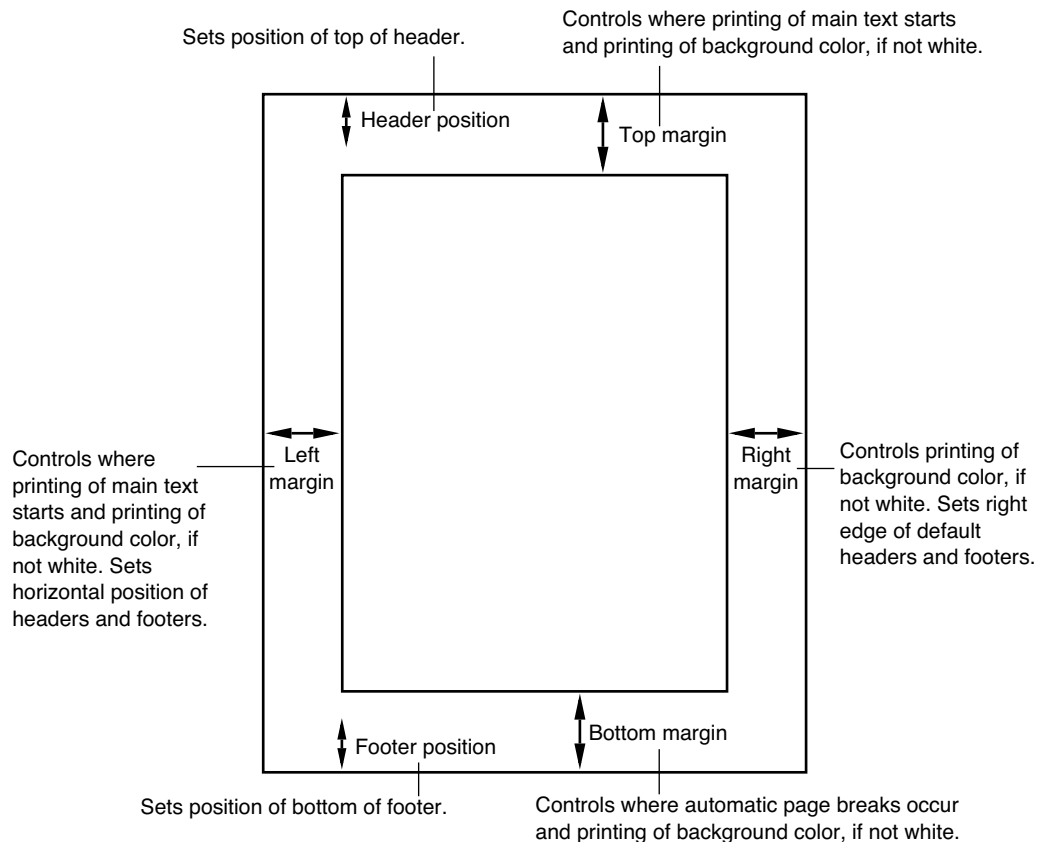 Sets position of top of header.
Controls where printing of main text starts
and printing of background color, if not white.
Header position
Top margin
Left
margin
Right
margin
Controls where
printing of main text
starts and printing of
background color, if
not white. Sets
horizontal position of
headers and footers.
Controls printing of
background color, if
not white. Sets right
edge of default
headers and footers.
Footer position
Bottom margin
Sets position of bottom of footer.
Controls where automatic page breaks occur
and printing of background color, if not white.